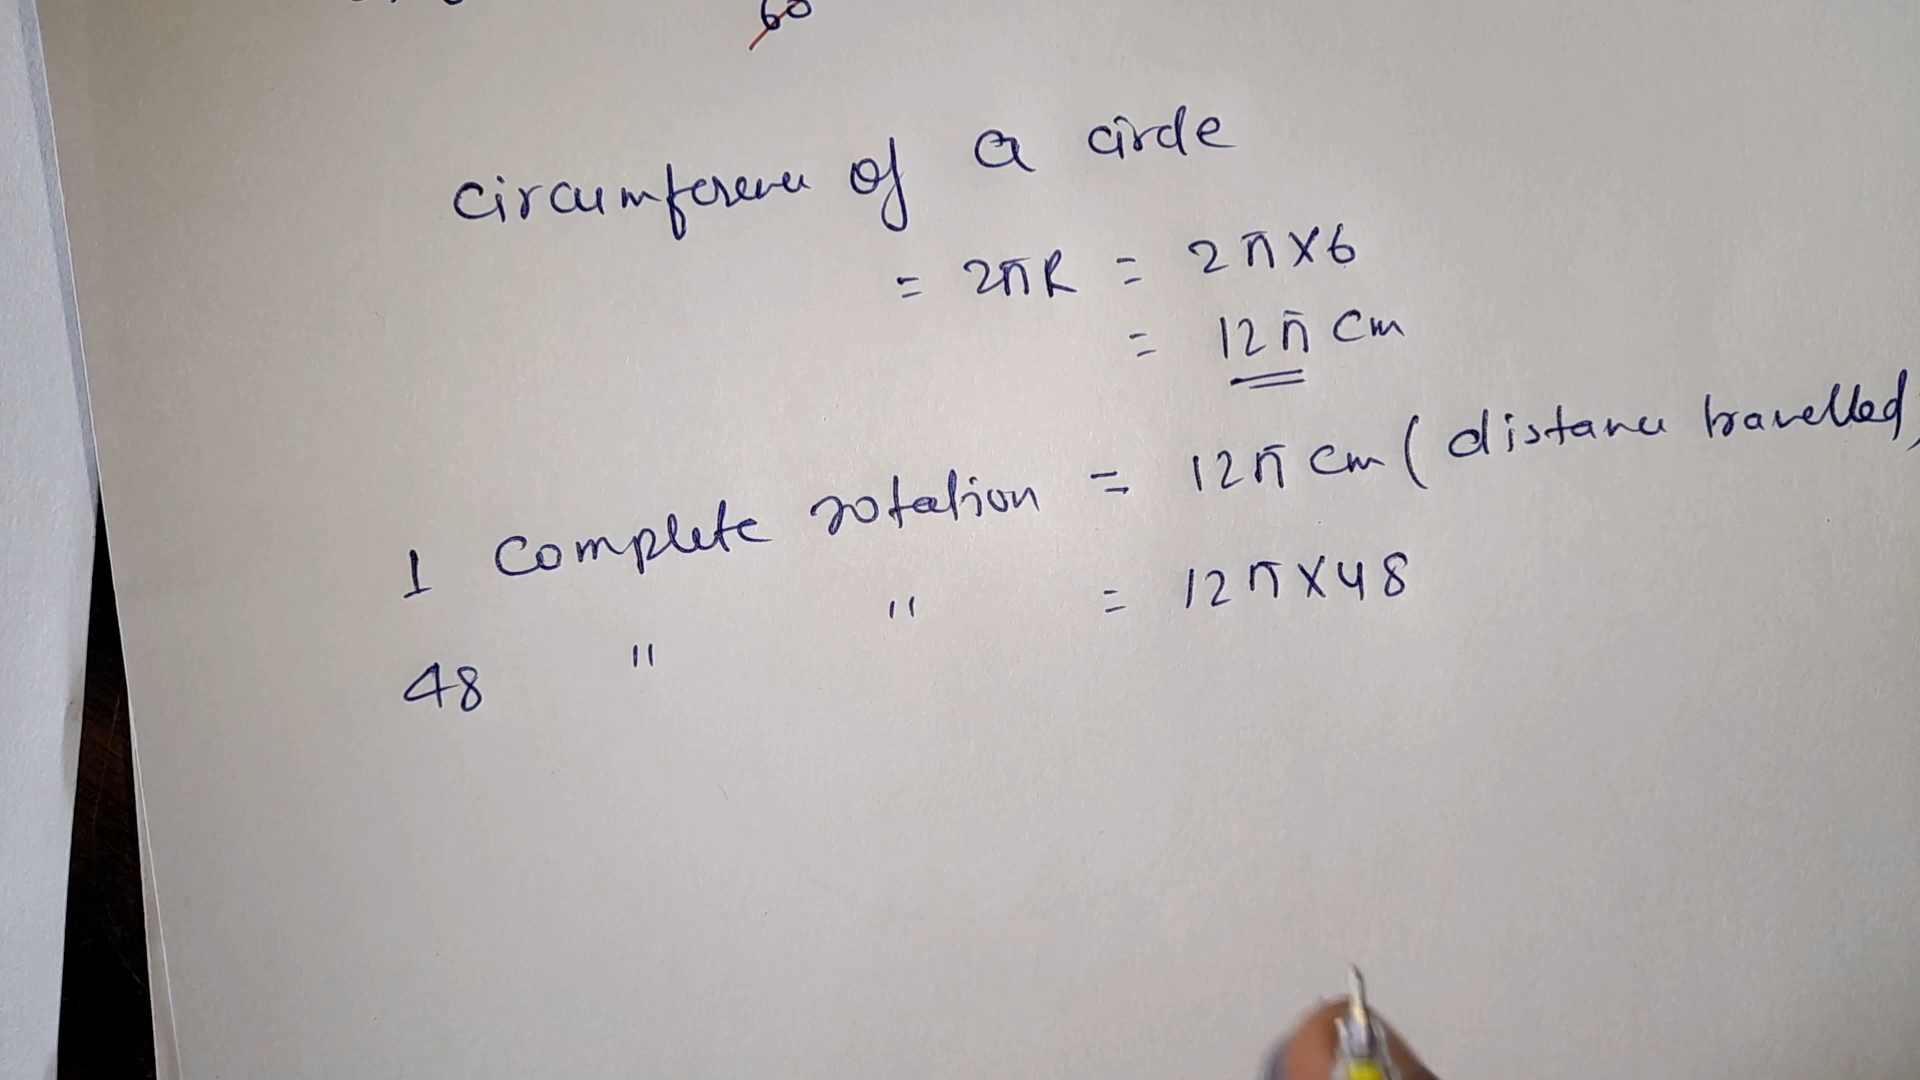 60
circumference of a circle
= 2πR = 2π×6
= 12π cm
1 complete rotation = 12π cm (distance travelled)
48 " " = 12π×48